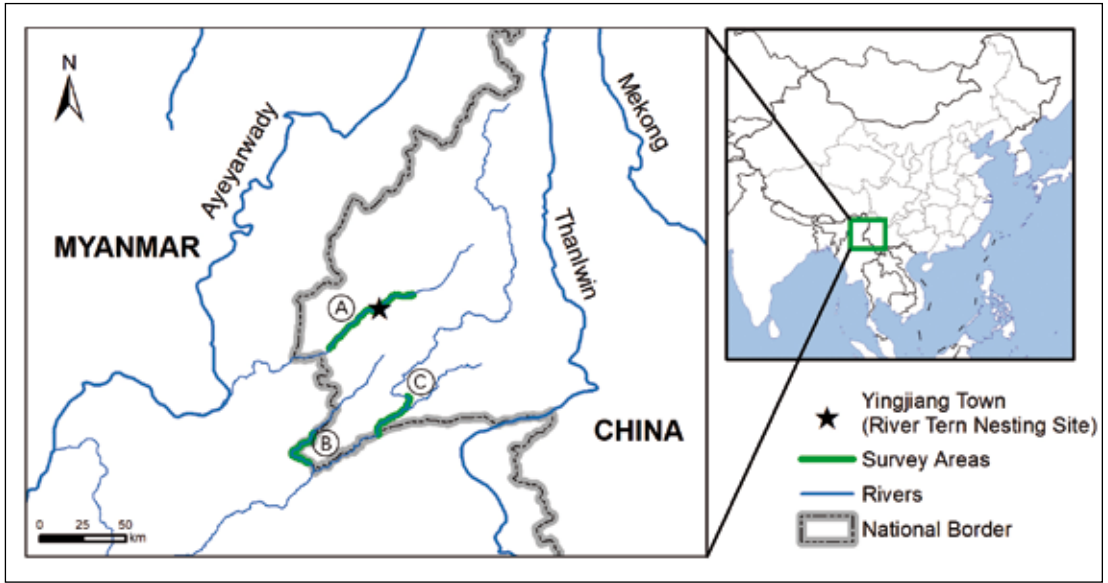 N
Ayeyarwady
Mekong
MYANMAR
Thanlwin
A
C
B
CHINA
0 25 50
km
Yingjiang Town
(River Tern Nesting Site)
Survey Areas
Rivers
National Border